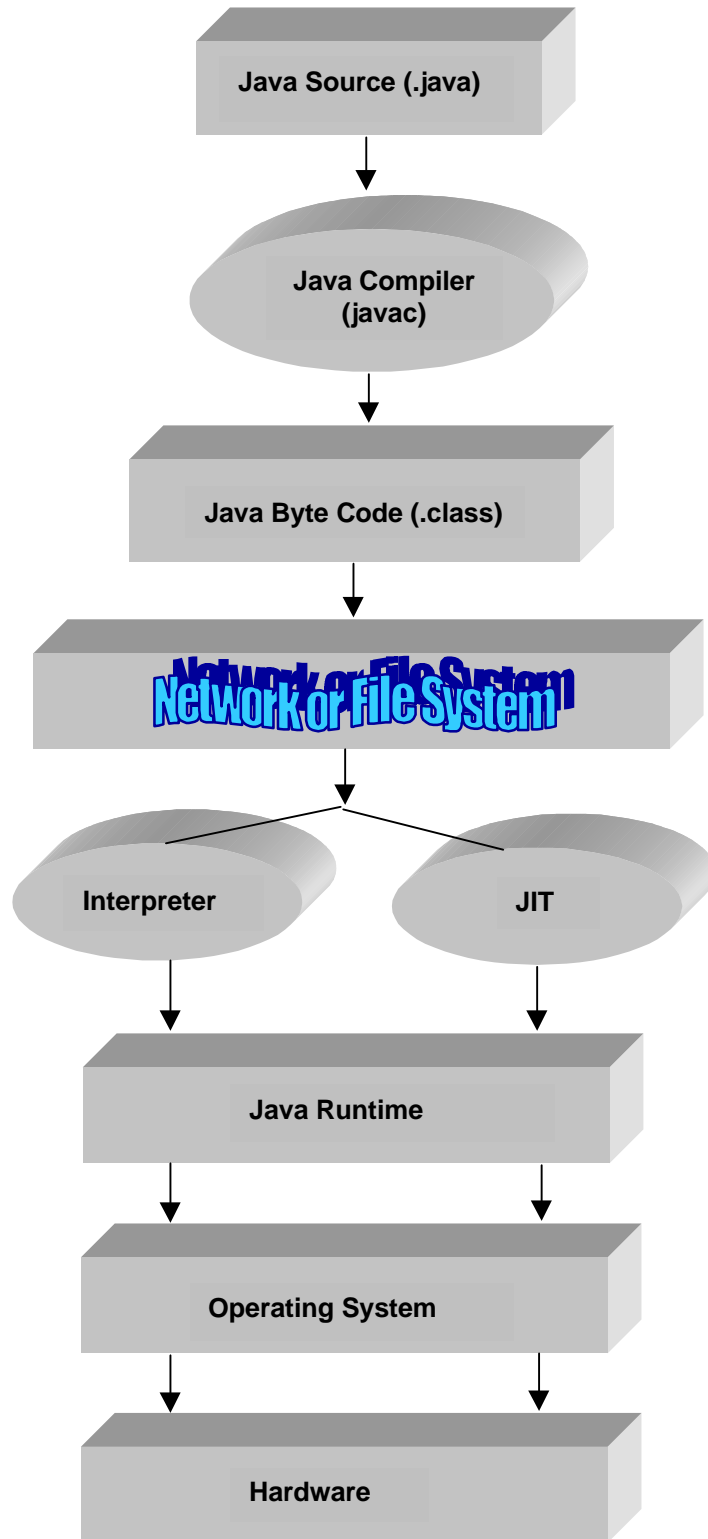 Java Source (.java)
Java Compiler
(javac)
Java Byte Code (.class)
Network or File System
Interpreter
JIT
Java Runtime
Operating System
Hardware